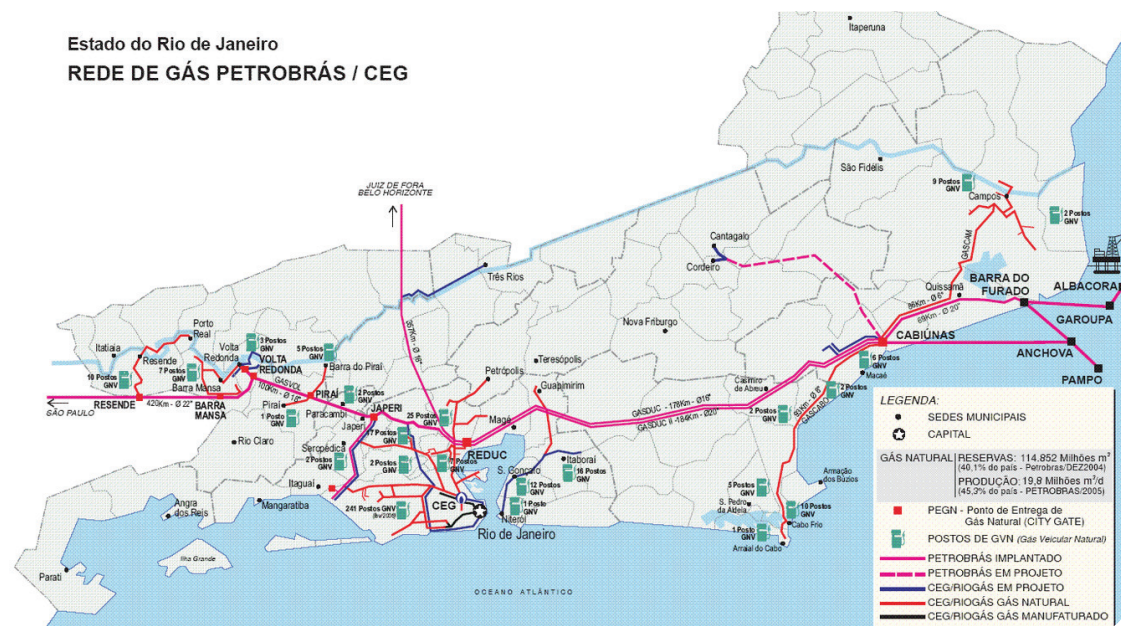 Estado do Rio de Janeiro
REDE DE GÁS PETROBRÁS / CEG
Itaperuna
JUIZ DE FORA
BELO HORIZONTE
São Fidélis
9 Postos
GNV
Campos
2 Postos
GNV
GASCAM
Cantagalo
Cordeiro
Três Rios
Quissamã
BARRA DO
FURADO
ALBACORA
GAROUPA
86Km - Ø 8"
89Km - Ø 20"
CABIÚNAS
ANCHOVA
PAMPO
Nova Friburgo
6 Postos
GNV
Macaé
Porto
Real
Itatiaia
Resende
Volta
Redonda
3 Postos
GNV
VOLTA
REDONDA
5 Postos
GNV
Barra do Piraí
10 Postos
GNV
7 Postos
GNV
Barra Mansa
GASVOL
100Km - Ø 18"
357Km - Ø 16"
Teresópolis
Petrópolis
Guapimirim
Casimiro
de Abreu
2 Postos
GNV
GASCABO
SÃO PAULO
RESENDE
420Km - Ø 22"
BARRA
MANSA
PIRAÍ
Piraí
1 Posto
GNV
2 Postos
GNV
Paracambi
JAPERI
Japeri
25 Postos
GNV
Magé
GASDUC - 178Km - Ø16"
GASDUC II -184Km - Ø20"
2 Postos
GNV
Rio Claro
Seropédica
2 Postos
GNV
17 Postos
GNV
2 Postos
GNV
REDUC
Itaboraí
16 Postos
GNV
S. Gonçalo
12 Postos
GNV
1 Posto
GNV
Itaguaí
Mangaratiba
Angra
dos Reis
241 Postos GNV
CEG
Niterói
Rio de Janeiro
Ilha Grande
Parati
Armação
dos Búzios
5 Postos
GNV
S. Pedro
da Aldeia
10 Postos
GNV
Cabo Frio
1 Posto
GNV
Arraial do Cabo
OCEANO ATLÂNTICO
LEGENDA:
SEDES MUNICIPAIS
CAPITAL
GÁS NATURAL
RESERVAS: 114.852 Milhões m³
(40,1% do país - Petrobras/DEZ2004)
PRODUÇÃO: 19,8 Milhões m³/d
(45,3% do país - PETROBRAS/2005)
PEGN - Ponto de Entrega de
Gás Natural (CITY GATE)
POSTOS DE GVN (Gás Veicular Natural)
PETROBRÁS IMPLANTADO
PETROBRÁS EM PROJETO
CEG/RIOGÁS EM PROJETO
CEG/RIOGÁS GÁS NATURAL
CEG/RIOGÁS GÁS MANUFATURADO